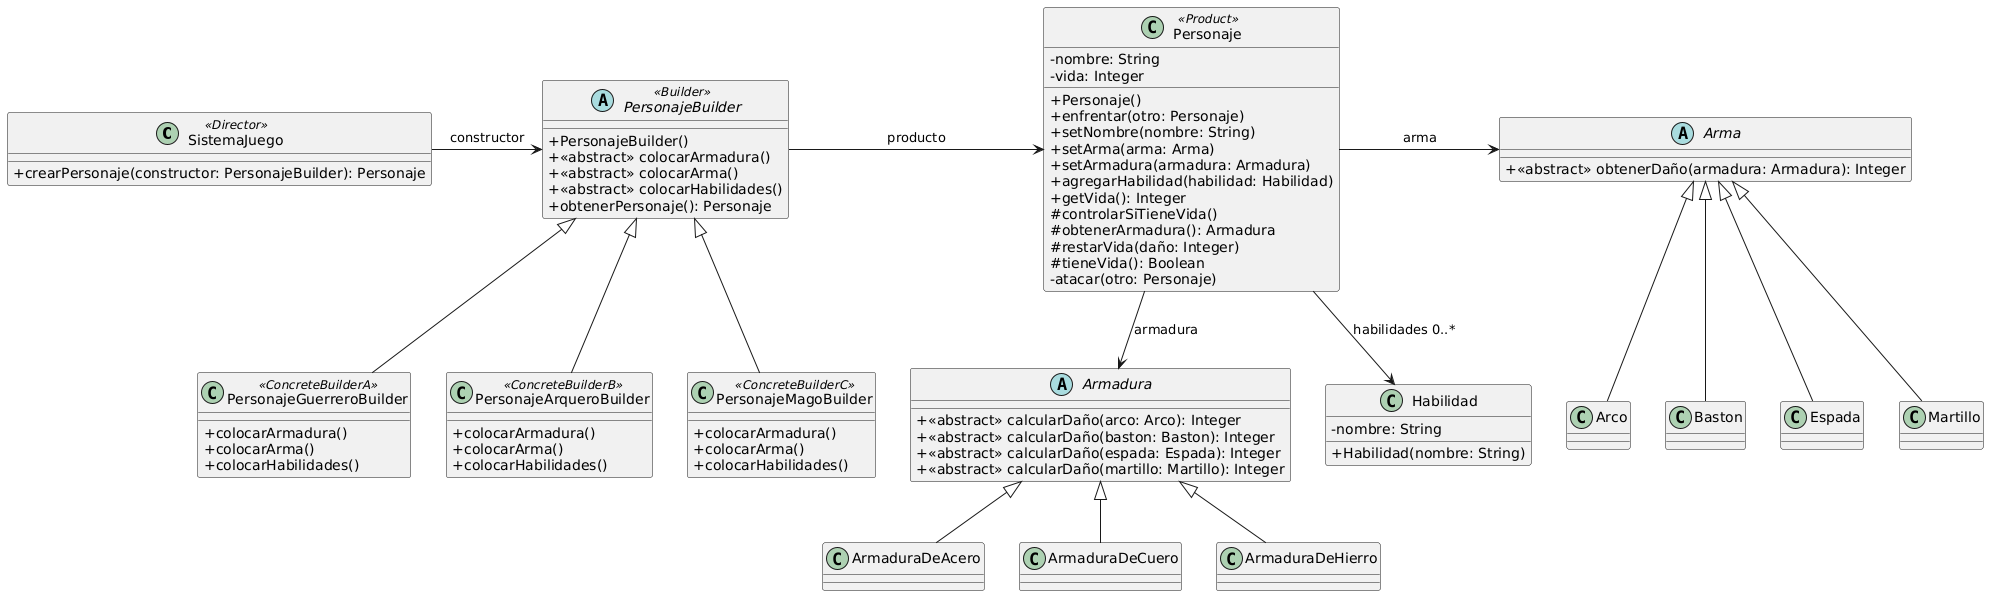 «Director»
C SistemaJuego
+crearPersonaje(constructor: PersonajeBuilder): Personaje
constructor
«Builder»
A PersonajeBuilder
+PersonajeBuilder()
+«abstract» colocarArmadura()
+«abstract» colocarArma()
+«abstract» colocarHabilidades()
+obtenerPersonaje(): Personaje
producto
«Product»
C Personaje
-nombre: String
-vida: Integer
+Personaje()
+enfrentar(otro: Personaje)
+setNombre(nombre: String)
+setArma(arma: Arma)
+setArmadura(armadura: Armadura)
+agregarHabilidad(habilidad: Habilidad)
+getVida(): Integer
#controlarSiTieneVida()
#obtenerArmadura(): Armadura
#restarVida(daño: Integer)
#tieneVida(): Boolean
-atacar(otro: Personaje)
arma
A Arma
+«abstract» obtenerDaño(armadura: Armadura): Integer
armadura
habilidades 0..*
«ConcreteBuilderA»
C PersonajeGuerreroBuilder
+colocarArmadura()
+colocarArma()
+colocarHabilidades()
«ConcreteBuilderB»
C PersonajeArqueroBuilder
+colocarArmadura()
+colocarArma()
+colocarHabilidades()
«ConcreteBuilderC»
C PersonajeMagoBuilder
+colocarArmadura()
+colocarArma()
+colocarHabilidades()
A Armadura
+«abstract» calcularDaño(arco: Arco): Integer
+«abstract» calcularDaño(baston: Baston): Integer
+«abstract» calcularDaño(espada: Espada): Integer
+«abstract» calcularDaño(martillo: Martillo): Integer
C Habilidad
-nombre: String
+Habilidad(nombre: String)
C Arco
C Baston
C Espada
C Martillo
C ArmaduraDeAcero
C ArmaduraDeCuero
C ArmaduraDeHierro